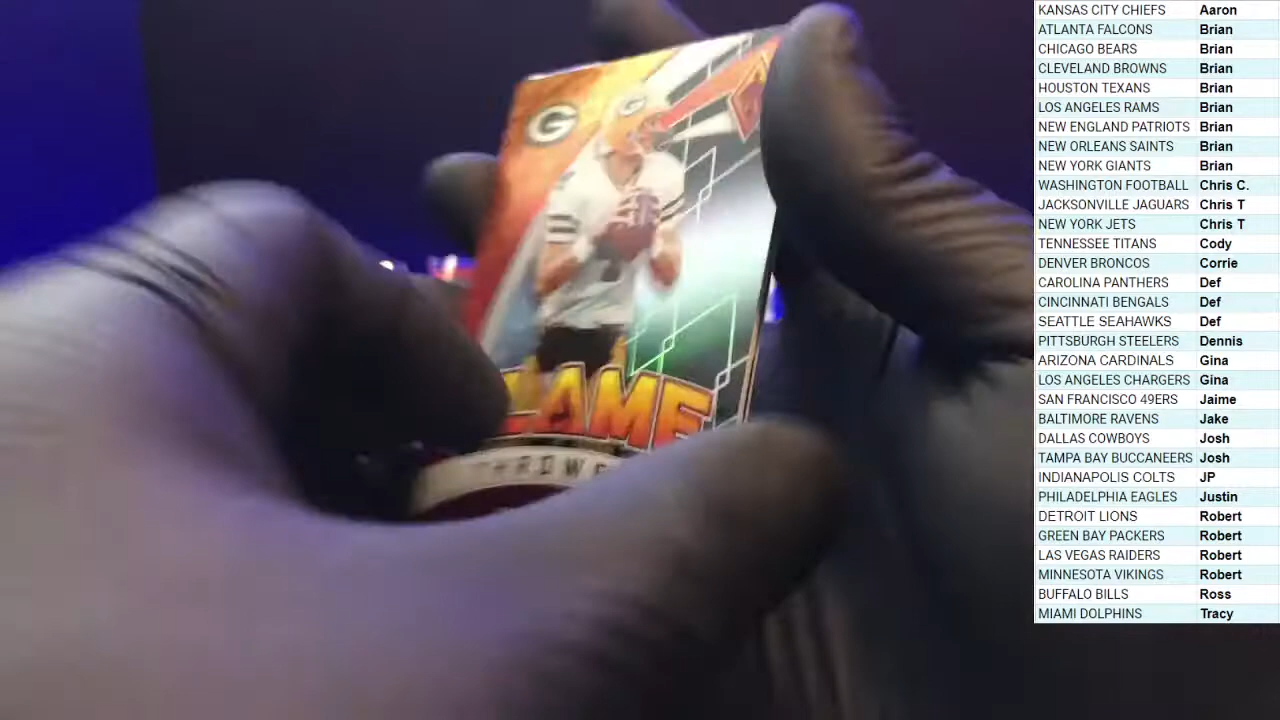 G
G
LAME
THROW
KANSAS CITY CHIEFS Aaron
ATLANTA FALCONS Brian
CHICAGO BEARS Brian
CLEVELAND BROWNS Brian
HOUSTON TEXANS Brian
LOS ANGELES RAMS Brian
NEW ENGLAND PATRIOTS Brian
NEW ORLEANS SAINTS Brian
NEW YORK GIANTS Brian
WASHINGTON FOOTBALL Chris C.
JACKSONVILLE JAGUARS Chris T
NEW YORK JETS Chris T
TENNESSEE TITANS Cody
DENVER BRONCOS Corrie
CAROLINA PANTHERS Def
CINCINNATI BENGALS Def
SEATTLE SEAHAWKS Def
PITTSBURGH STEELERS Dennis
ARIZONA CARDINALS Gina
LOS ANGELES CHARGERS Gina
SAN FRANCISCO 49ERS Jaime
BALTIMORE RAVENS Jake
DALLAS COWBOYS Josh
TAMPA BAY BUCCANEERS Josh
INDIANAPOLIS COLTS JP
PHILADELPHIA EAGLES Justin
DETROIT LIONS Robert
GREEN BAY PACKERS Robert
LAS VEGAS RAIDERS Robert
MINNESOTA VIKINGS Robert
BUFFALO BILLS Ross
MIAMI DOLPHINS Tracy